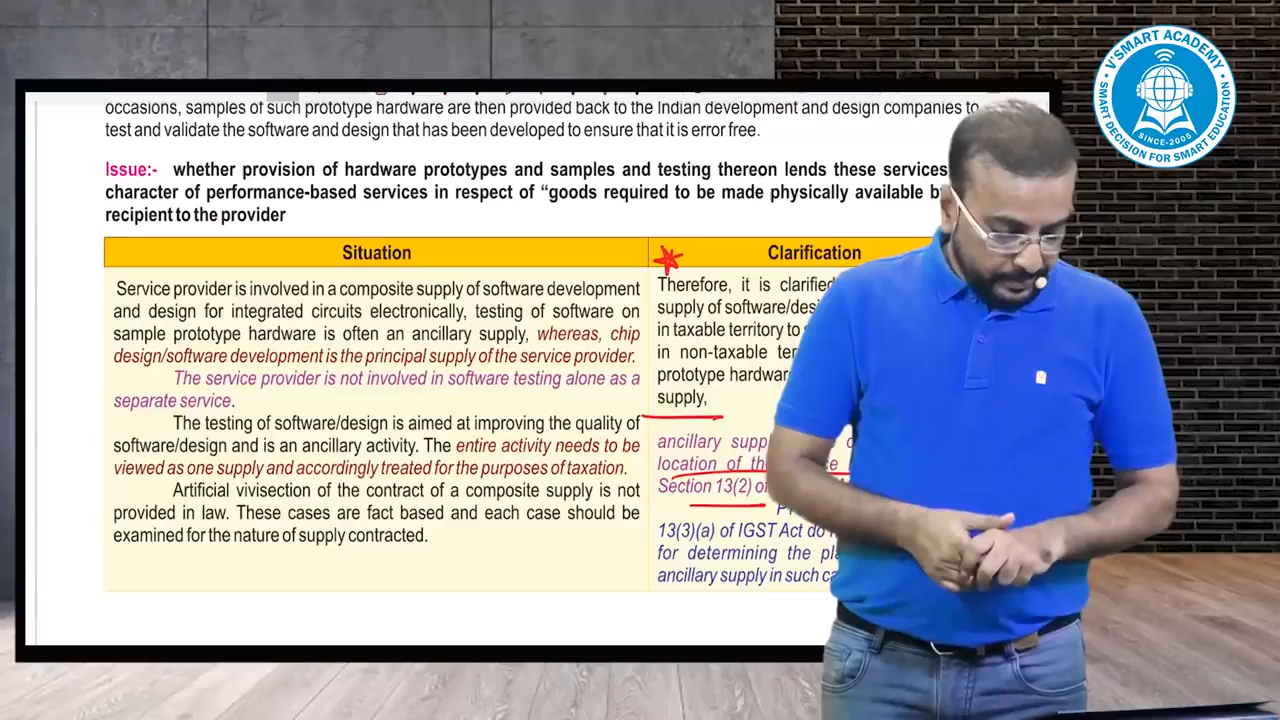 occasions, samples of such prototype hardware are then provided back to the Indian development and design companies to
test and validate the software and design that has been developed to ensure that it is error free.
Issue:- whether provision of hardware prototypes and samples and testing thereon lends these services
character of performance-based services in respect of “goods required to be made physically available
recipient to the provider
Situation
Service provider is involved in a composite supply of software development
and design for integrated circuits electronically, testing of software on
sample prototype hardware is often an ancillary supply, whereas, chip
design/software development is the principal supply of the service provider.
The service provider is not involved in software testing alone as a
separate service.
The testing of software/design is aimed at improving the quality of
software/design and is an ancillary activity. The entire activity needs to be
viewed as one supply and accordingly treated for the purposes of taxation.
Artificial vivisection of the contract of a composite supply is not
provided in law. These cases are fact based and each case should be
examined for the nature of supply contracted.
Clarification
Therefore, it is clarified
supply of software/
in taxable territory to
in non-taxable
prototype
supply,
ancillary
location of
Section 13(2)
13(3)(a) of IGST Act
for determining the
ancillary supply in such
V'SMART ACADEMY
SINCE-2005
SMART DECISION FOR SMART EDUCATION